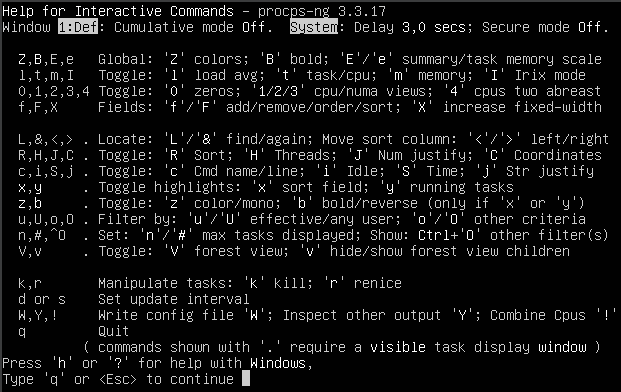 Help for Interactive Commands - procps-ng 3.3.17
Window 1:Def: Cumulative mode Off.  System: Delay 3,0 secs; Secure mode Off.

  Z,B,E,e   Global: 'Z' colors; 'B' bold; 'E'/'e' summary/task memory scale
  l,t,m,I   Toggle: 'l' load avg; 't' task/cpu; 'm' memory; 'I' Irix mode
  0,1,2,3,4 Toggle: '0' zeros; '1/2/3' cpu/numa views; '4' cpus two abreast
  f,F,X     Fields: 'f'/'F' add/remove/order/sort; 'X' increase fixed-width

  L,&,<,> . Locate: 'L'/'&' find/again; Move sort column: '<'/'>' left/right
  R,H,J,C . Toggle: 'R' Sort; 'H' Threads; 'J' Num justify; 'C' Coordinates
  c,i,S,j . Toggle: 'c' Cmd name/line; 'i' Idle; 'S' Time; 'j' Str justify
  x,y     . Toggle highlights: 'x' sort field; 'y' running tasks
  z,b     . Toggle: 'z' color/mono; 'b' bold/reverse (only if 'x' or 'y')
  u,U,o,O . Filter by: 'u'/'U' effective/any user; 'o'/'O' other criteria
  n,#,^O  . Set: 'n'/'#' max tasks displayed; Show: Ctrl+'O' other filter(s)
  V,v     . Toggle: 'V' forest view; 'v' hide/show forest view children

  k,r       Manipulate tasks: 'k' kill; 'r' renice
  d or s    Set update interval
  W,Y,!     Write config file 'W'; Inspect other output 'Y'; Combine Cpus '!'
  q         Quit
          ( commands shown with '.' require a visible task display window )
Press 'h' or '?' for help with Windows,
Type 'q' or <Esc> to continue